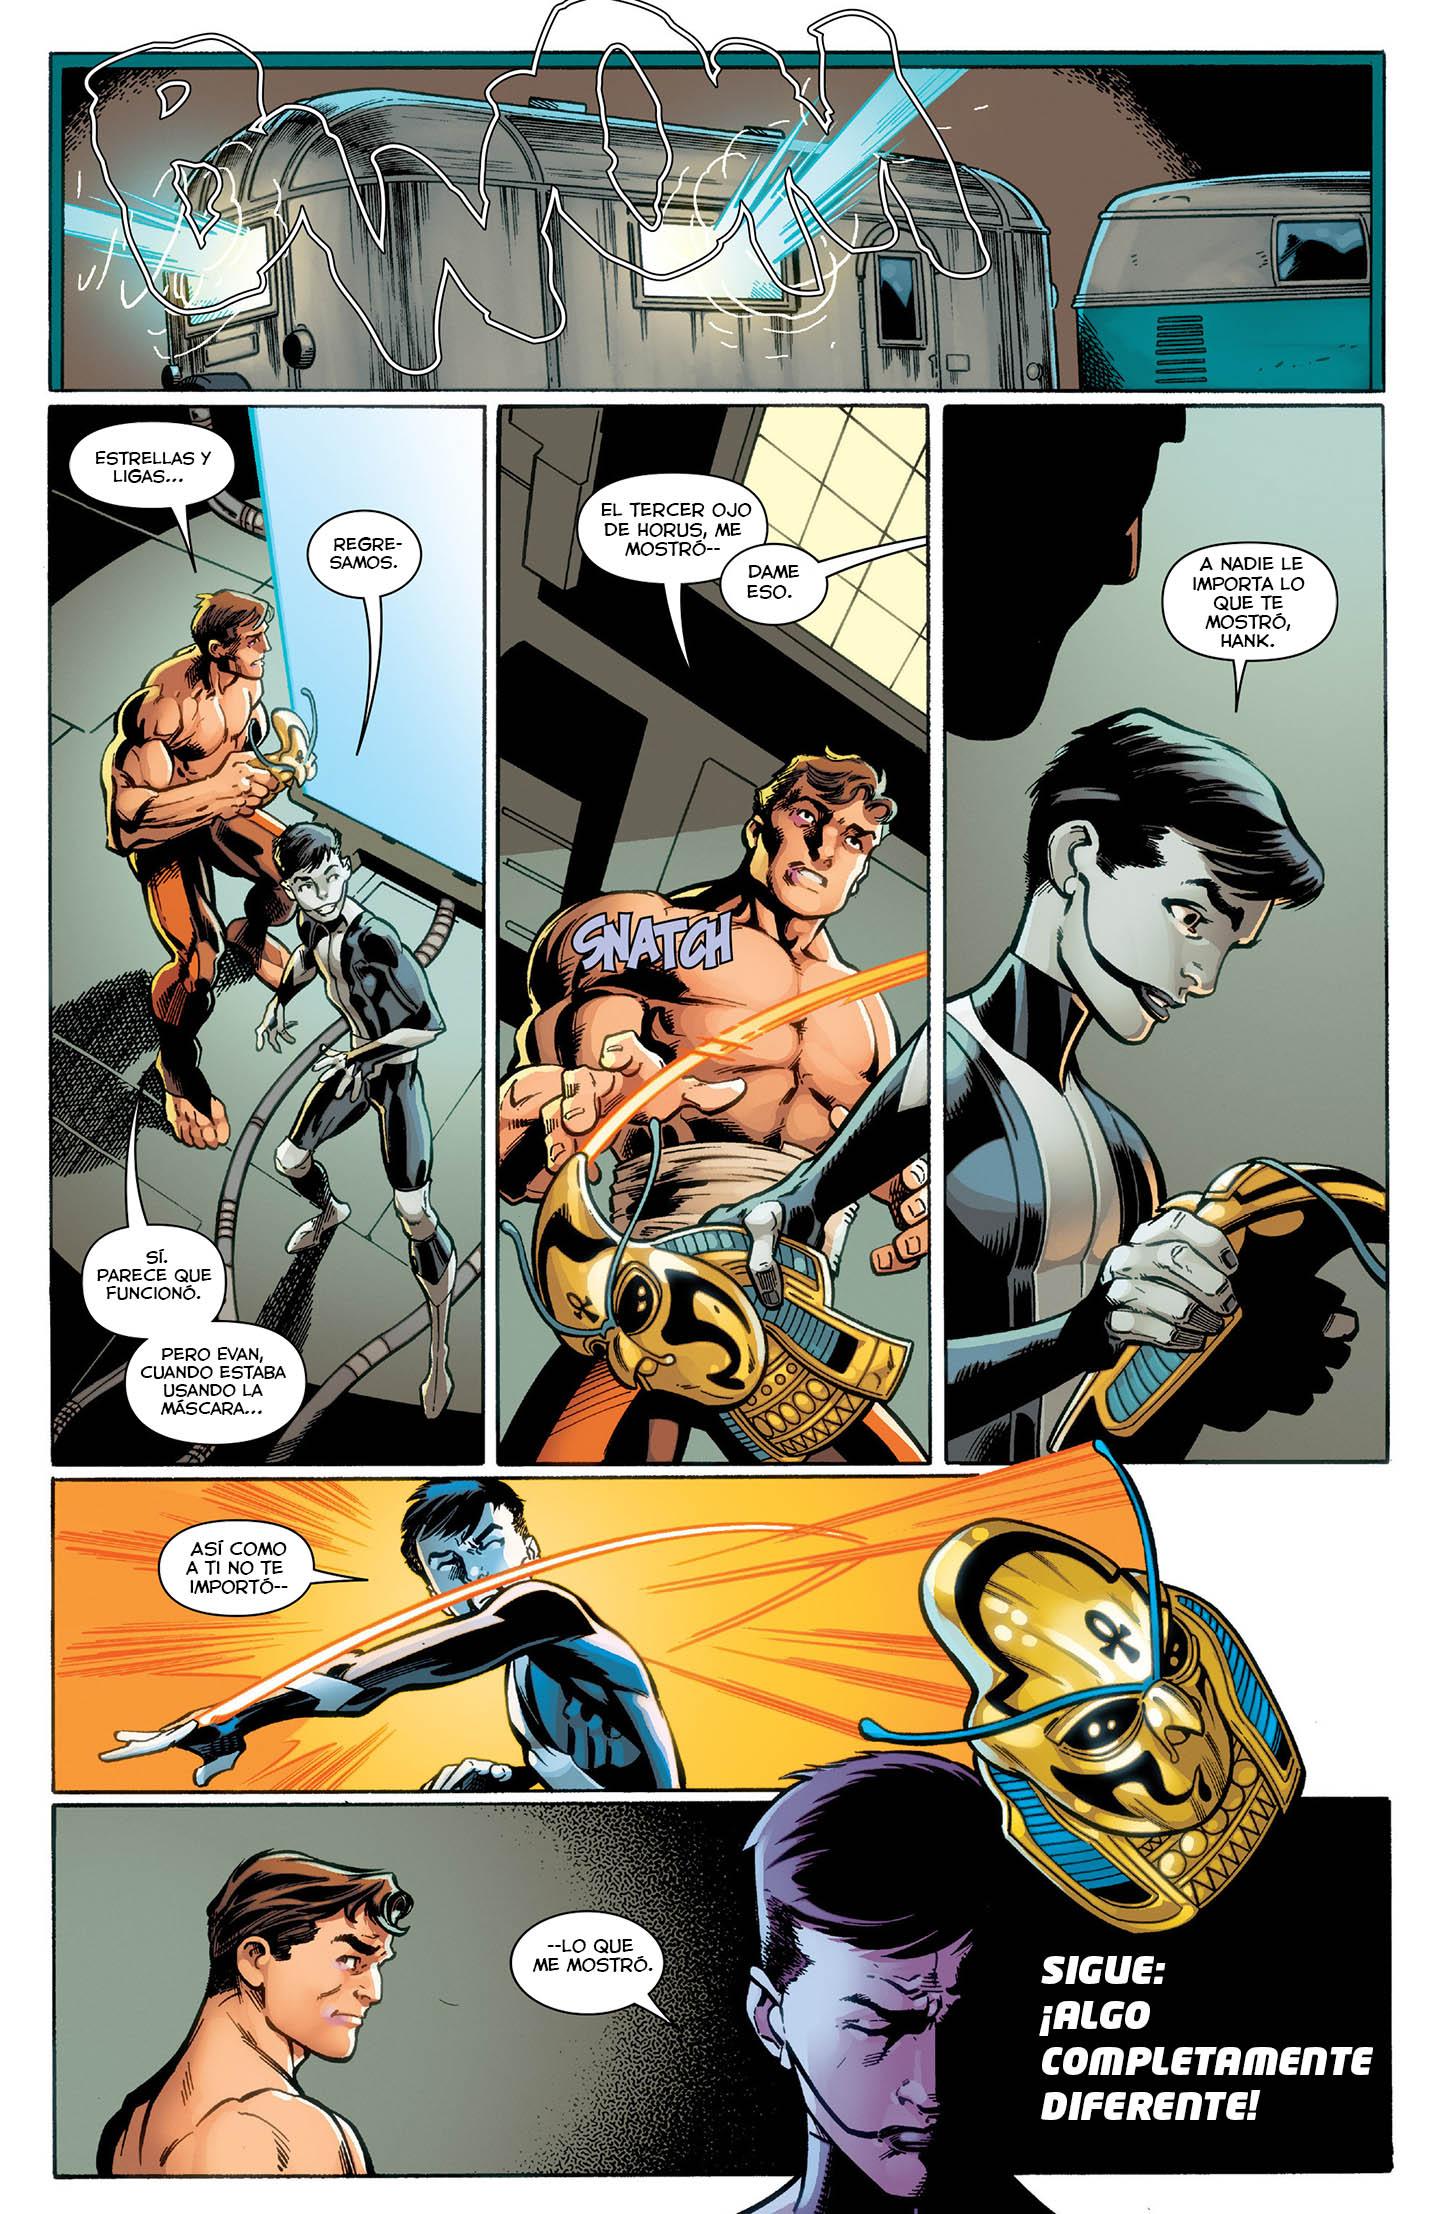 BWOM
ESTRELLAS Y
LIGAS...
REGRE-
SAMOS.
SÍ.
PARECE QUE
FUNCIONÓ.
PERO EVAN,
CUANDO ESTABA
USANDO LA
MÁSCARA...
EL TERCER OJO
DE HORUS, ME
MOSTRÓ--
DAME
ESO.
SNATCH
A NADIE LE
IMPORTA LO
QUE TE
MOSTRÓ,
HANK.
ASÍ COMO
A TI NO TE
IMPORTÓ--
--LO QUE
ME MOSTRÓ.
SIGUE:
¡ALGO
COMPLETAMENTE
DIFERENTE!